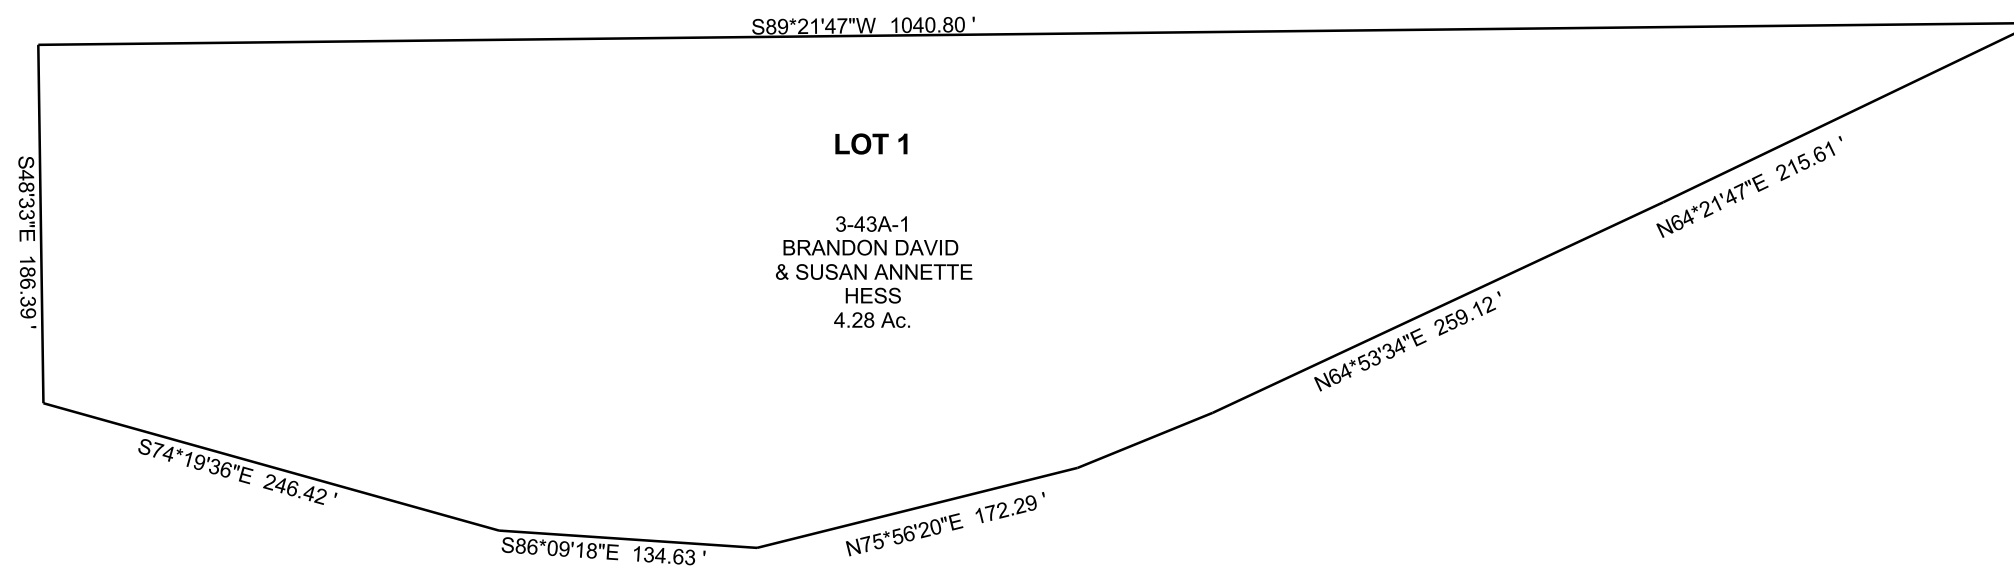 S89*21'47"W 1040.80 '
LOT 1
S48'33"E 186.39 '
3-43A-1
BRANDON DAVID
& SUSAN ANNETTE
HESS
4.28 Ac.
N64*21'47"E 215.61 '
N64*53'34"E 259.12 '
S74*19'36"E 246.42 '
N75*56'20"E 172.29 '
S86*09'18"E 134.63 '